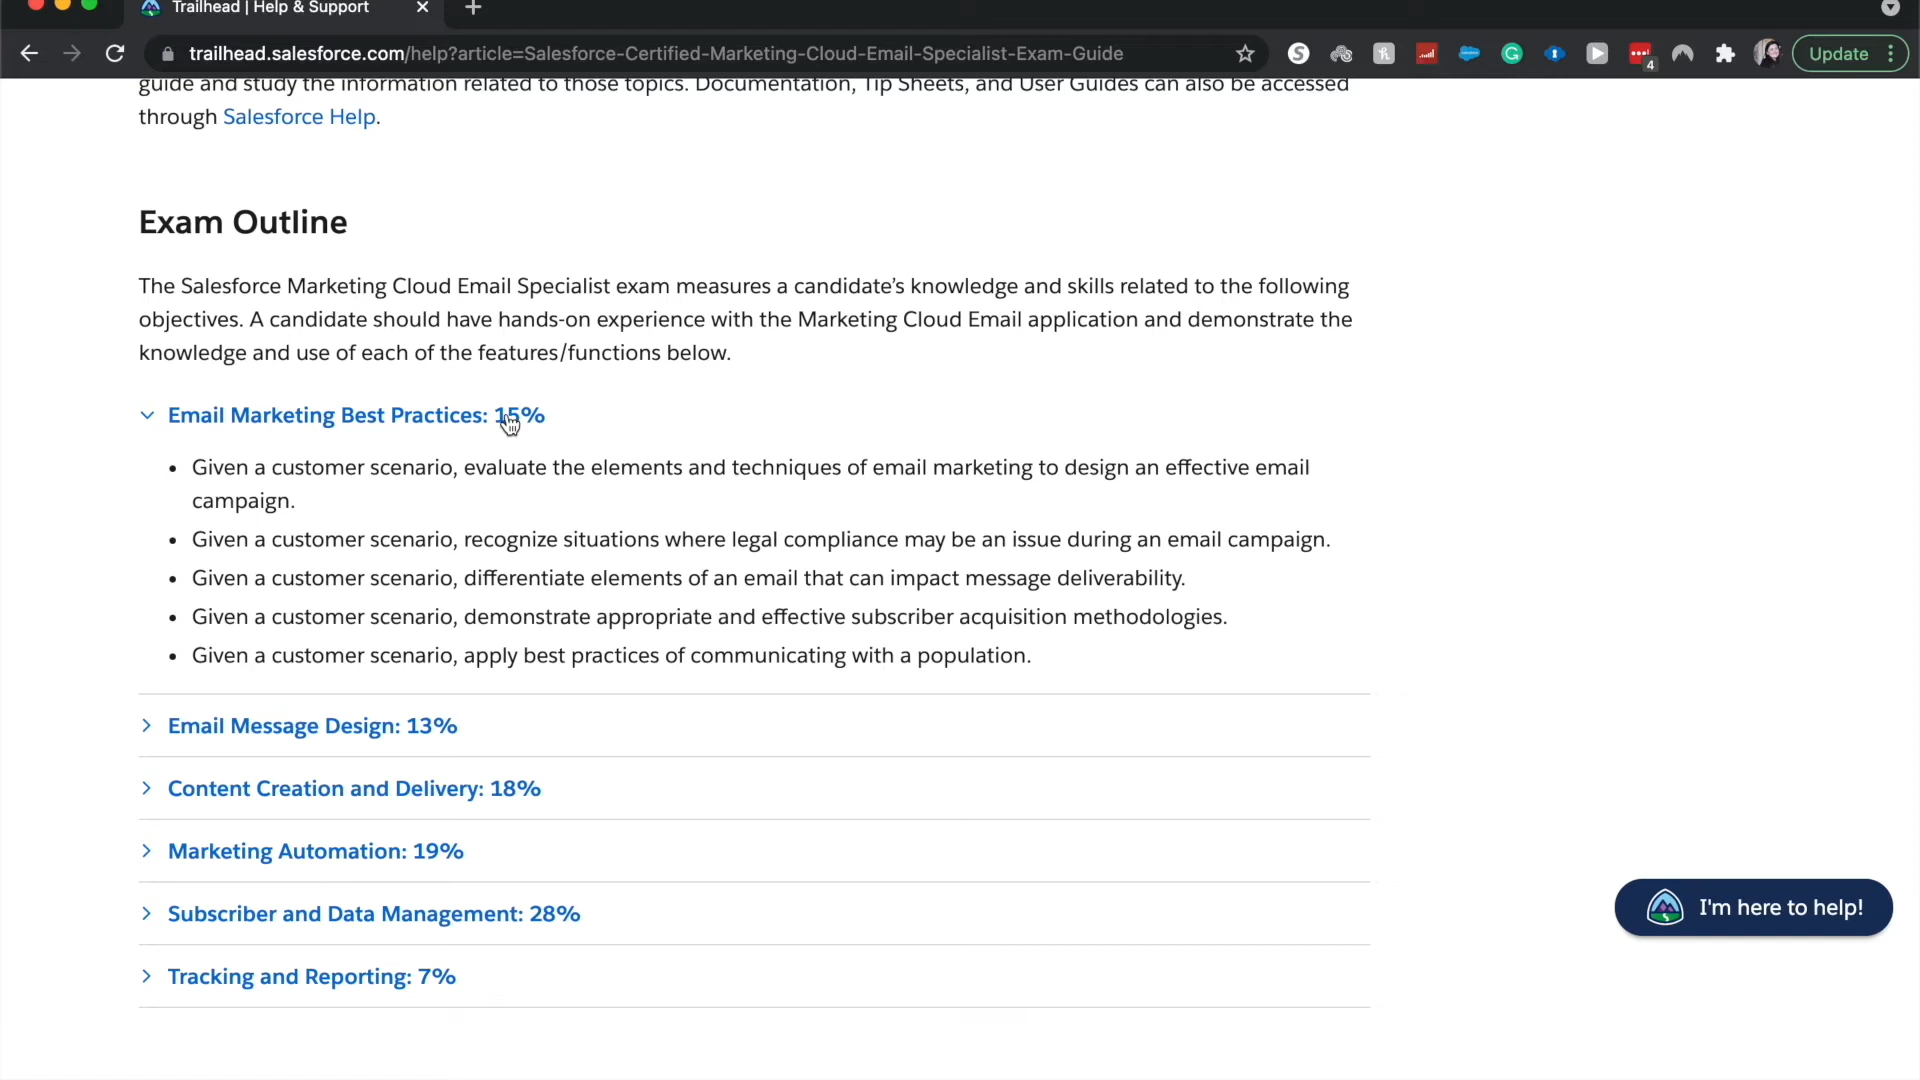 Trailhead | Help & Support
trailhead.salesforce.com/help?article=Salesforce-Certified-Marketing-Cloud-Email-Specialist-Exam-Guide
4
Update
guide and study the information related to those topics. Documentation, Tip Sheets, and User Guides can also be accessed
through Salesforce Help.
Exam Outline
The Salesforce Marketing Cloud Email Specialist exam measures a candidate’s knowledge and skills related to the following
objectives. A candidate should have hands-on experience with the Marketing Cloud Email application and demonstrate the
knowledge and use of each of the features/functions below.
Email Marketing Best Practices: 15%
• Given a customer scenario, evaluate the elements and techniques of email marketing to design an effective email
campaign.
• Given a customer scenario, recognize situations where legal compliance may be an issue during an email campaign.
• Given a customer scenario, differentiate elements of an email that can impact message deliverability.
• Given a customer scenario, demonstrate appropriate and effective subscriber acquisition methodologies.
• Given a customer scenario, apply best practices of communicating with a population.
Email Message Design: 13%
Content Creation and Delivery: 18%
Marketing Automation: 19%
Subscriber and Data Management: 28%
Tracking and Reporting: 7%
I'm here to help!